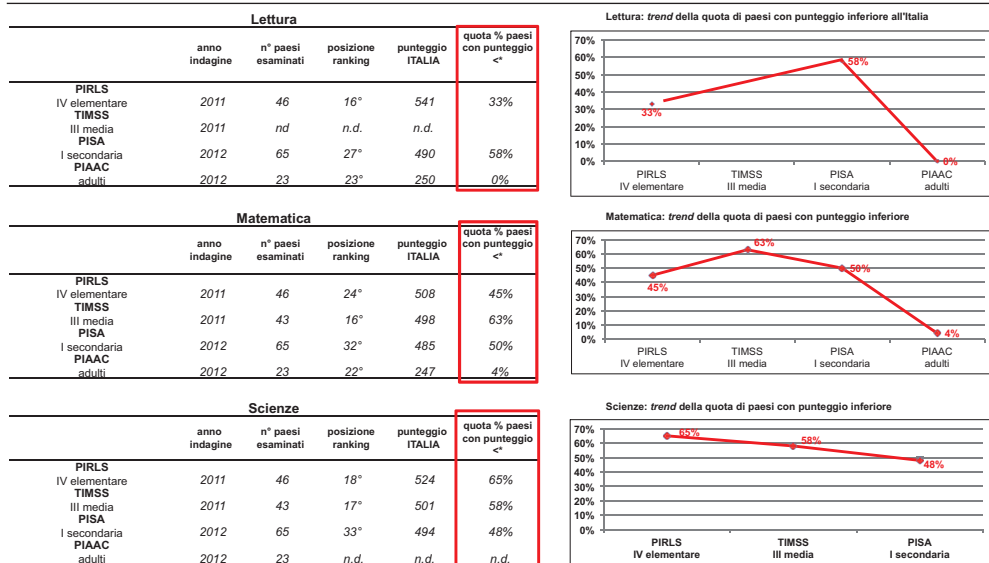 Lettura
anno indagine n° paesi esaminati posizione ranking punteggio ITALIA quota % paesi con punteggio <*
PIRLS
IV elementare 2011 46 16° 541 33%
TIMSS
III media 2011 nd n.d. n.d.
PISA
I secondaria 2012 65 27° 490 58%
PIAAC
adulti 2012 23 23° 250 0%
Lettura: trend della quota di paesi con punteggio inferiore all'Italia
70%
60%
50%
40%
30%
20%
10%
0%
33%
58%
0%
PIRLS TIMSS PISA PIAAC
IV elementare III media I secondaria adulti
Matematica
anno indagine n° paesi esaminati posizione ranking punteggio ITALIA quota % paesi con punteggio <*
PIRLS
IV elementare 2011 46 24° 508 45%
TIMSS
III media 2011 43 16° 498 63%
PISA
I secondaria 2012 65 32° 485 50%
PIAAC
adulti 2012 23 22° 247 4%
Matematica: trend della quota di paesi con punteggio inferiore
70%
60%
50%
40%
30%
20%
10%
0%
45%
63%
50%
4%
PIRLS TIMSS PISA PIAAC
IV elementare III media I secondaria adulti
Scienze
anno indagine n° paesi esaminati posizione ranking punteggio ITALIA quota % paesi con punteggio <*
PIRLS
IV elementare 2011 46 18° 524 65%
TIMSS
III media 2011 43 17° 501 58%
PISA
I secondaria 2012 65 33° 494 48%
PIAAC
adulti 2012 23 n.d. n.d. n.d.
Scienze: trend della quota di paesi con punteggio inferiore
70%
60%
50%
40%
30%
20%
10%
0%
65%
58%
48%
PIRLS TIMSS PISA
IV elementare III media I secondaria